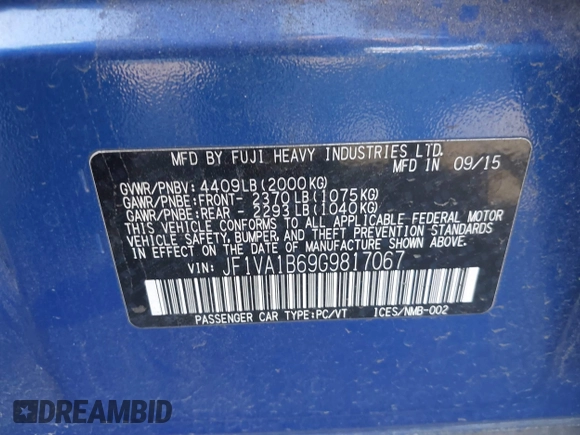 MFD BY FUJI HEAVY INDUSTRIES LTD.
MFD IN 09/15
GVWR/PNBV: 4409LB(2000KG)
GAWR/PNBE:FRONT- 2370LB(1075KG)
GAWR/PNBE:REAR - 2293LB(1040KG)
THIS VEHICLE CONFORMS TO ALL APPLICABLE FEDERAL MOTOR
VEHICLE SAFETY, BUMPER, AND THEFT PREVENTION STANDARDS
IN EFFECT ON THE DATE OF MANUFACTURE SHOWN ABOVE.
VIN: JF1VA1B69G9817067
PASSENGER CAR TYPE:PC/VT ICES/NMB-002
DREAMBID